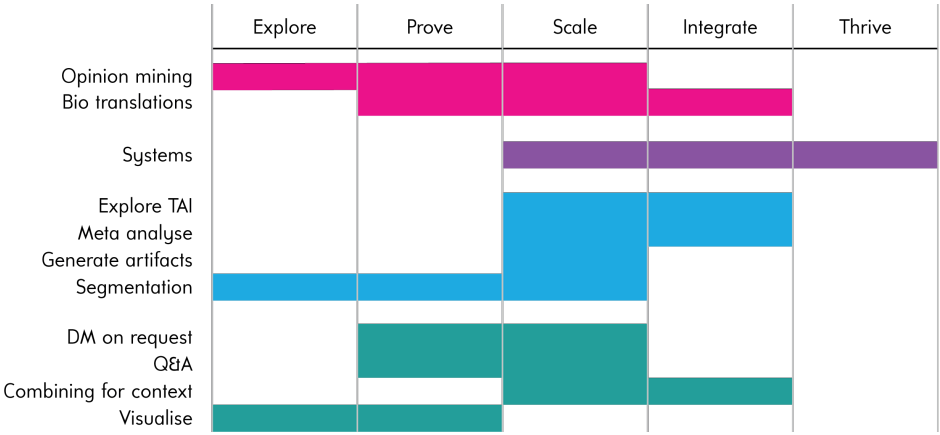 Explore Prove Scale Integrate Thrive
Opinion mining
Bio translations
Systems
Explore TAI
Meta analyse
Generate artifacts
Segmentation
DM on request
Q&A
Combining for context
Visualise